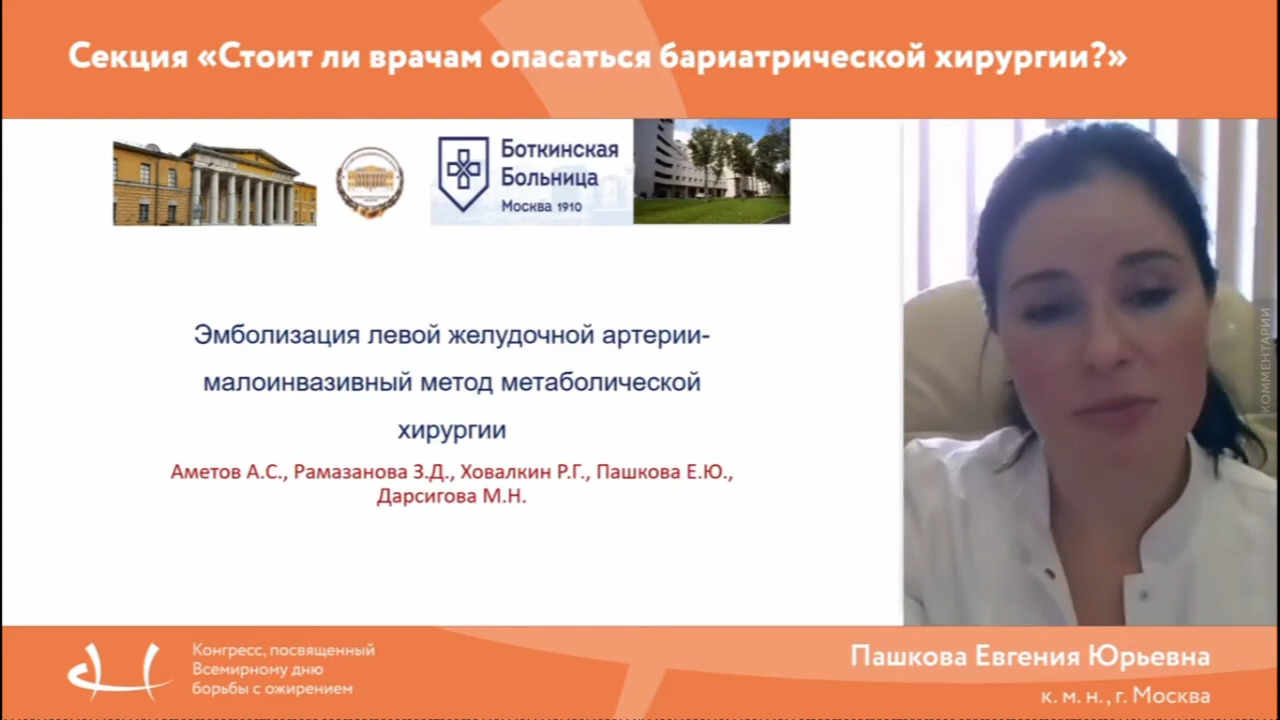 Секция «Стоит ли врачам опасаться бариатрической хирургии?»
Боткинская
Больница
Москва 1910
Эмболизация левой желудочной артерии-
малоинвазивный метод метаболической
хирургии
Аметов А.С., Рамазанова З.Д., Ховалкин Р.Г., Пашкова Е.Ю.,
Дарсигова М.Н.
КОММЕНТАРИИ
Конгресс, посвященный
Всемирному дню
борьбы с ожирением
Пашкова Евгения Юрьевна
к. м. н., г. Москва